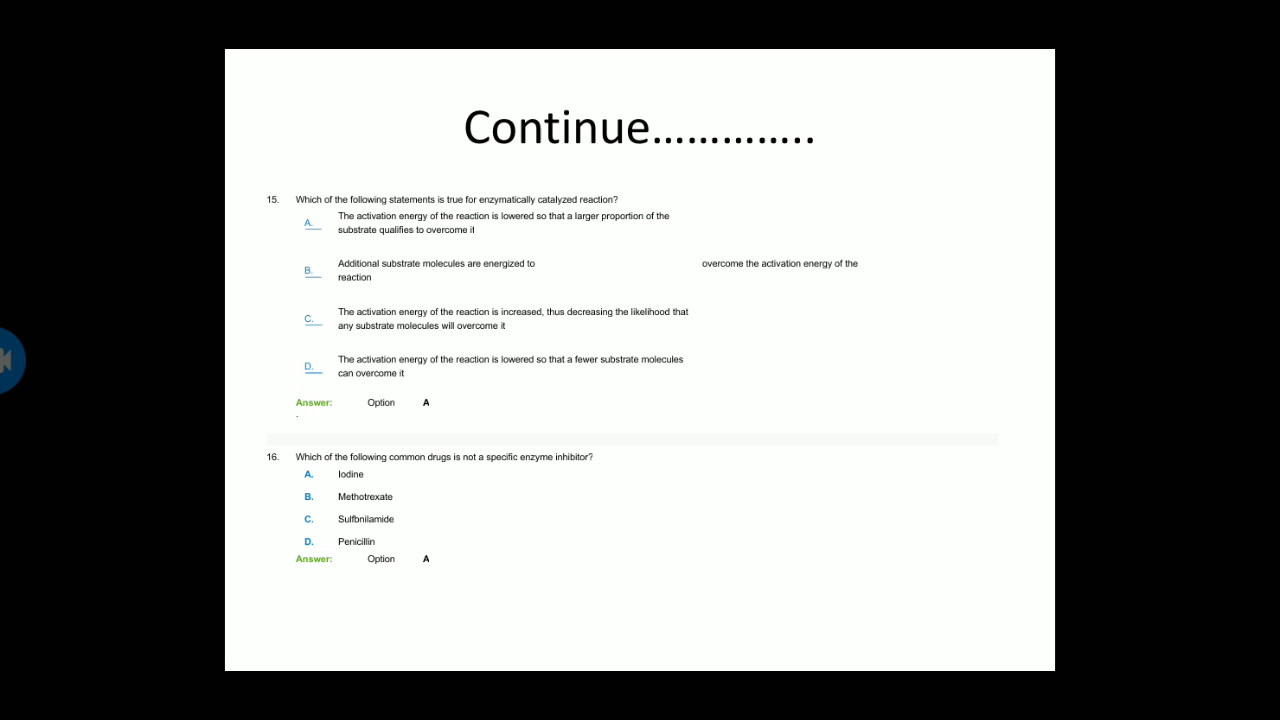 Continue…………..
15. Which of the following statements is true for enzymatically catalyzed reaction?
A. The activation energy of the reaction is lowered so that a larger proportion of the
substrate qualifies to overcome it
B. Additional substrate molecules are energized to overcome the activation energy of the
reaction
C. The activation energy of the reaction is increased, thus decreasing the likelihood that
any substrate molecules will overcome it
D. The activation energy of the reaction is lowered so that a fewer substrate molecules
can overcome it
Answer: Option A
.
16. Which of the following common drugs is not a specific enzyme inhibitor?
A. Iodine
B. Methotrexate
C. Sulfbnilamide
D. Penicillin
Answer: Option A